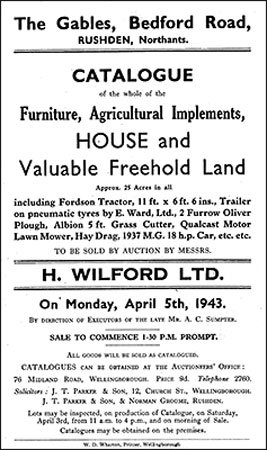 The Gables, Bedford Road,
RUSHDEN, Northants.
CATALOGUE
of the whole of the
Furniture, Agricultural Implements,
HOUSE and
Valuable Freehold Land
Approx. 25 Acres in all
including Fordson Tractor, 11 ft. x 6 ft. 6 ins., Trailer
on pneumatic tyres by E. Ward, Ltd., 2 Furrow Oliver
Plough, Albion 5 ft. Grass Cutter, Qualcast Motor
Lawn Mower, Hay Drag, 1937 M.G. 18 h.p. Car, etc. etc.
TO BE SOLD BY AUCTION BY MESSRS.
H. WILFORD LTD.
On Monday, April 5th, 1943.
By direction of Executors of the late Mr. A. C. Sumpter.
SALE TO COMMENCE 1-30 P.M. PROMPT.
All goods will be sold as catalogued.
CATALOGUES can be obtained at the Auctioneers' Office:
76 Midland Road, Wellingborough. Price 9d. Telephone 2760.
Solicitors: J. T. Parker & Son, 12, Church St., Wellingborough.
J. T. Parker & Son, & Norman Groome, Rushden.
Lots may be inspected, on production of Catalogue, on Saturday,
April 3rd, from 11 a.m. to 4 p.m., and on morning of Sale.
Catalogues may be obtained on the premises.
W. D. Wharton, Printer, Wellingborough